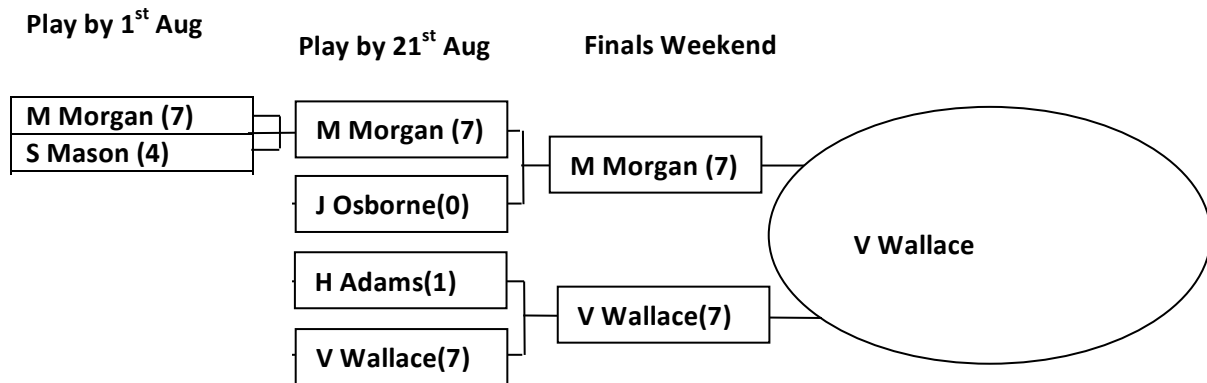 Play by 1st Aug
Play by 21st Aug
Finals Weekend
M Morgan (7)
S Mason (4)
M Morgan (7)
J Osborne(0)
H Adams(1)
V Wallace(7)
M Morgan (7)
V Wallace(7)
V Wallace